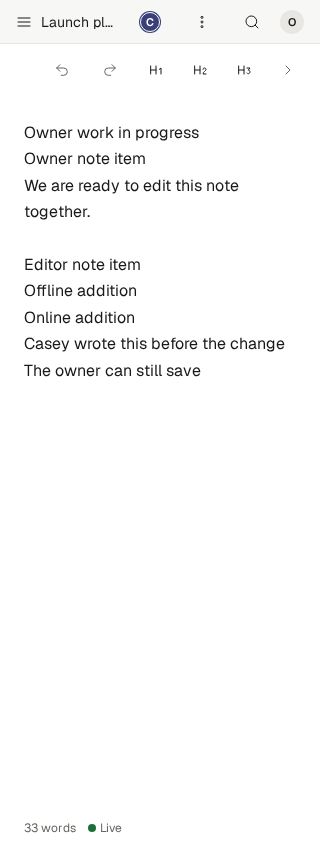 Launch pl...
C
O
H1
H2
H3
Owner work in progress
Owner note item
We are ready to edit this note
together.
Editor note item
Offline addition
Online addition
Casey wrote this before the change
The owner can still save
33 words
Live